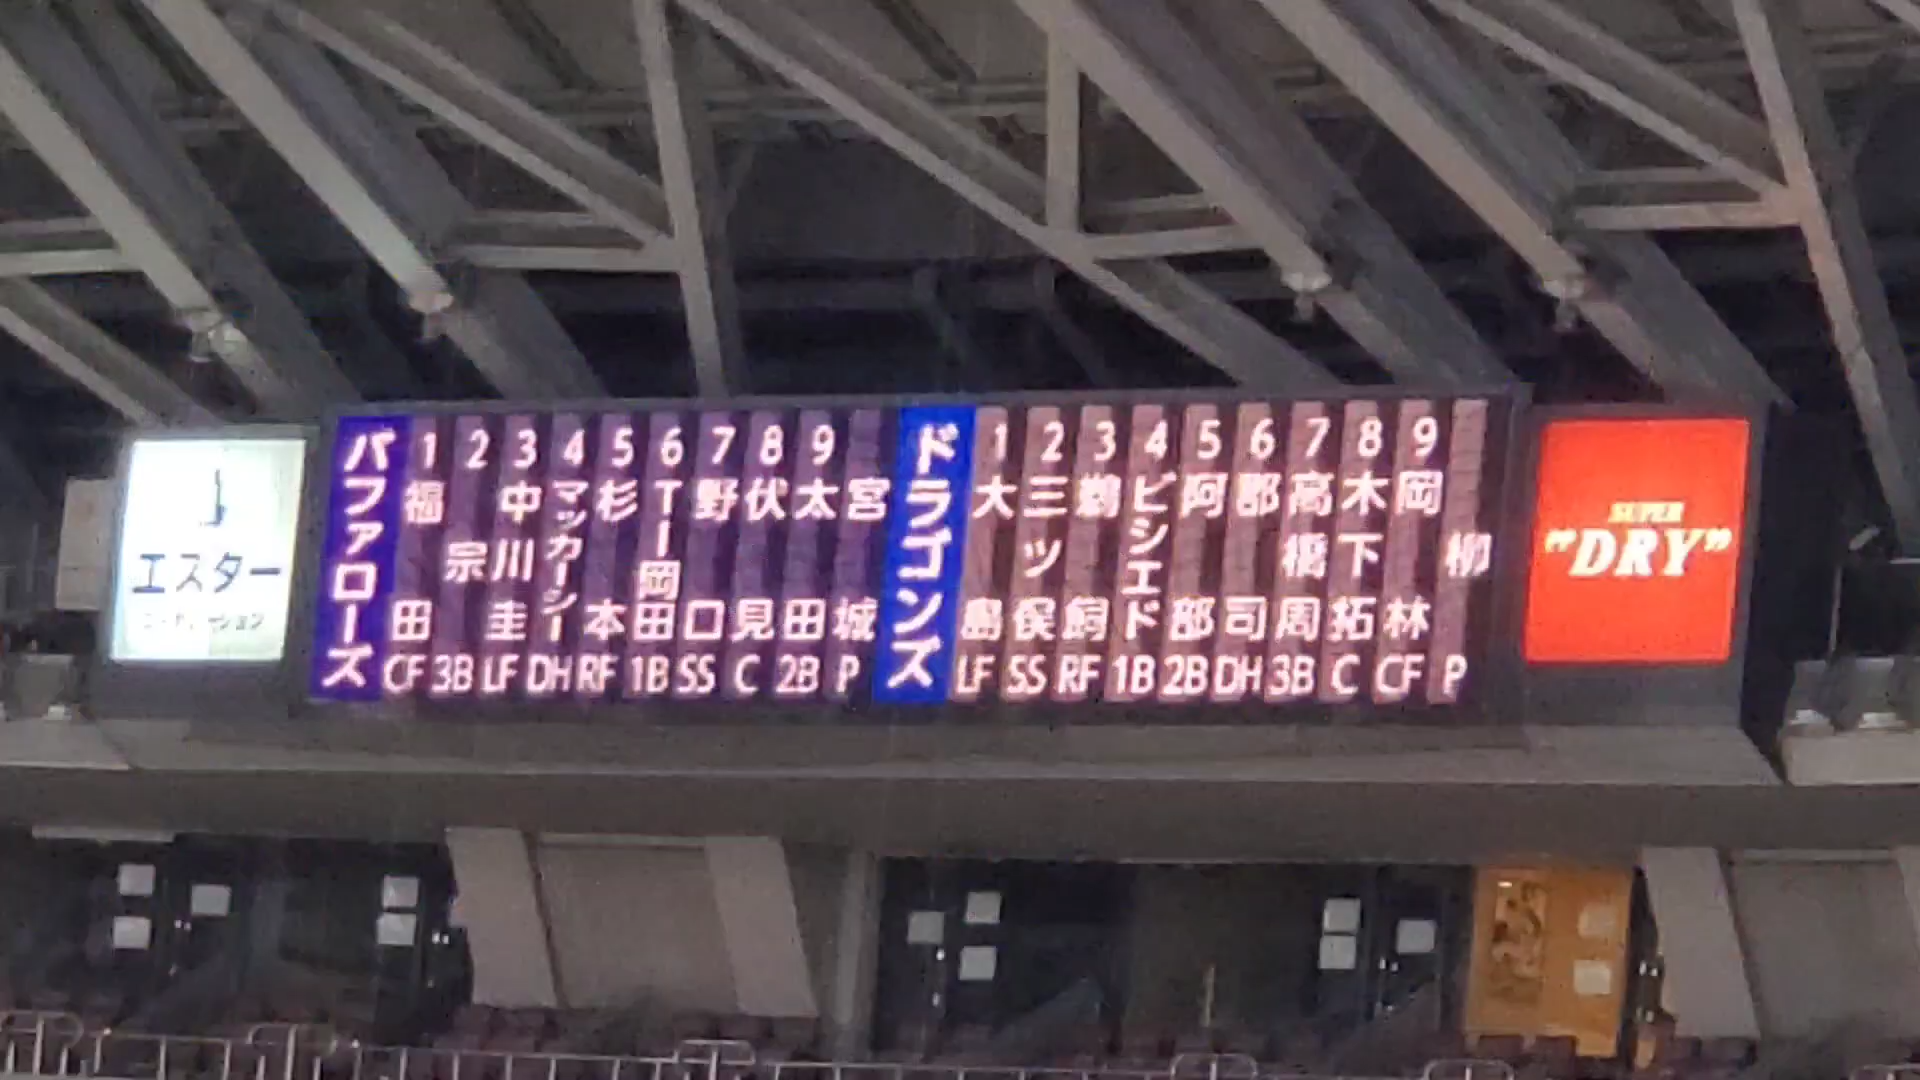 エスター
バファローズ
1 福田 CF
2 宗 3B
3 中川圭 LF
4 マッカーシー DH
5 杉本 RF
6 T-岡田 1B
7 野口 SS
8 伏見 C
9 太田 2B
宮城 P
ドラゴンズ
1 大島 LF
2 三ツ俣 SS
3 鵜飼 RF
4 ビシエド 1B
5 阿部 2B
6 郡司 DH
7 高橋周 3B
8 木下拓 C
9 岡林 CF
柳 P
SUPER
"DRY"